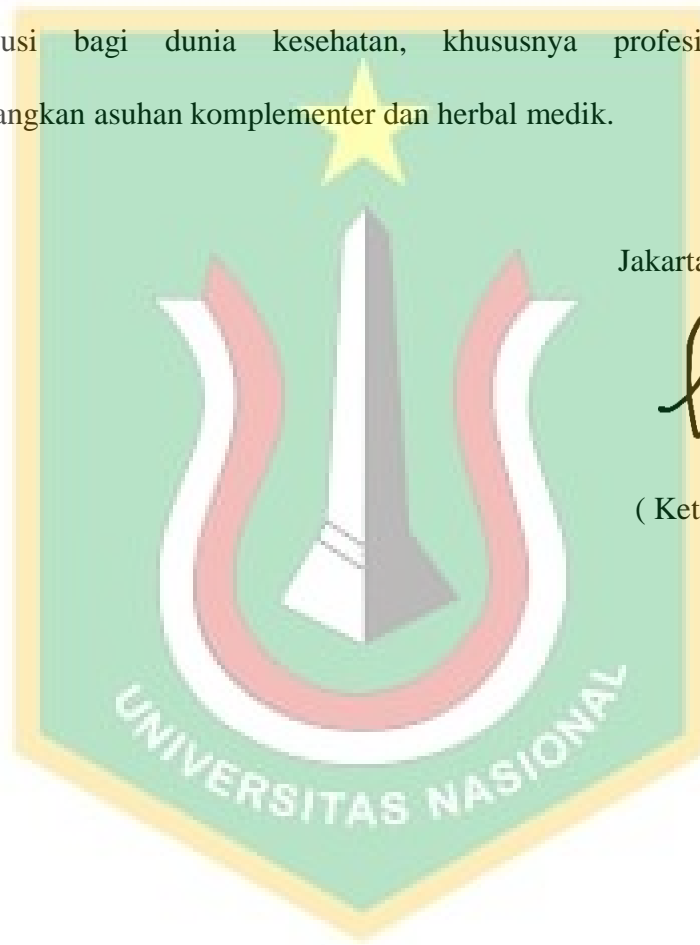 usi bagi dunia kesehatan, khususnya profesi
angkan asuhan komplementer dan herbal medik.
Jakarta
( Ket
UNIVERSITAS NASIONAL